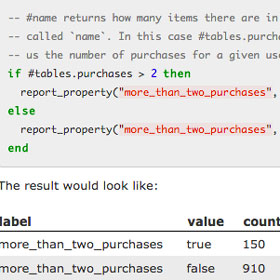 -- #name returns how many items there are in
-- called `name`. In this case #tables.purch
-- us the number of purchases for a given use
if #tables.purchases > 2 then
report_property("more_than_two_purchases",
else
report_property("more_than_two_purchases",
end
The result would look like:
label value count
more_than_two_purchases true 150
more_than_two_purchases false 910